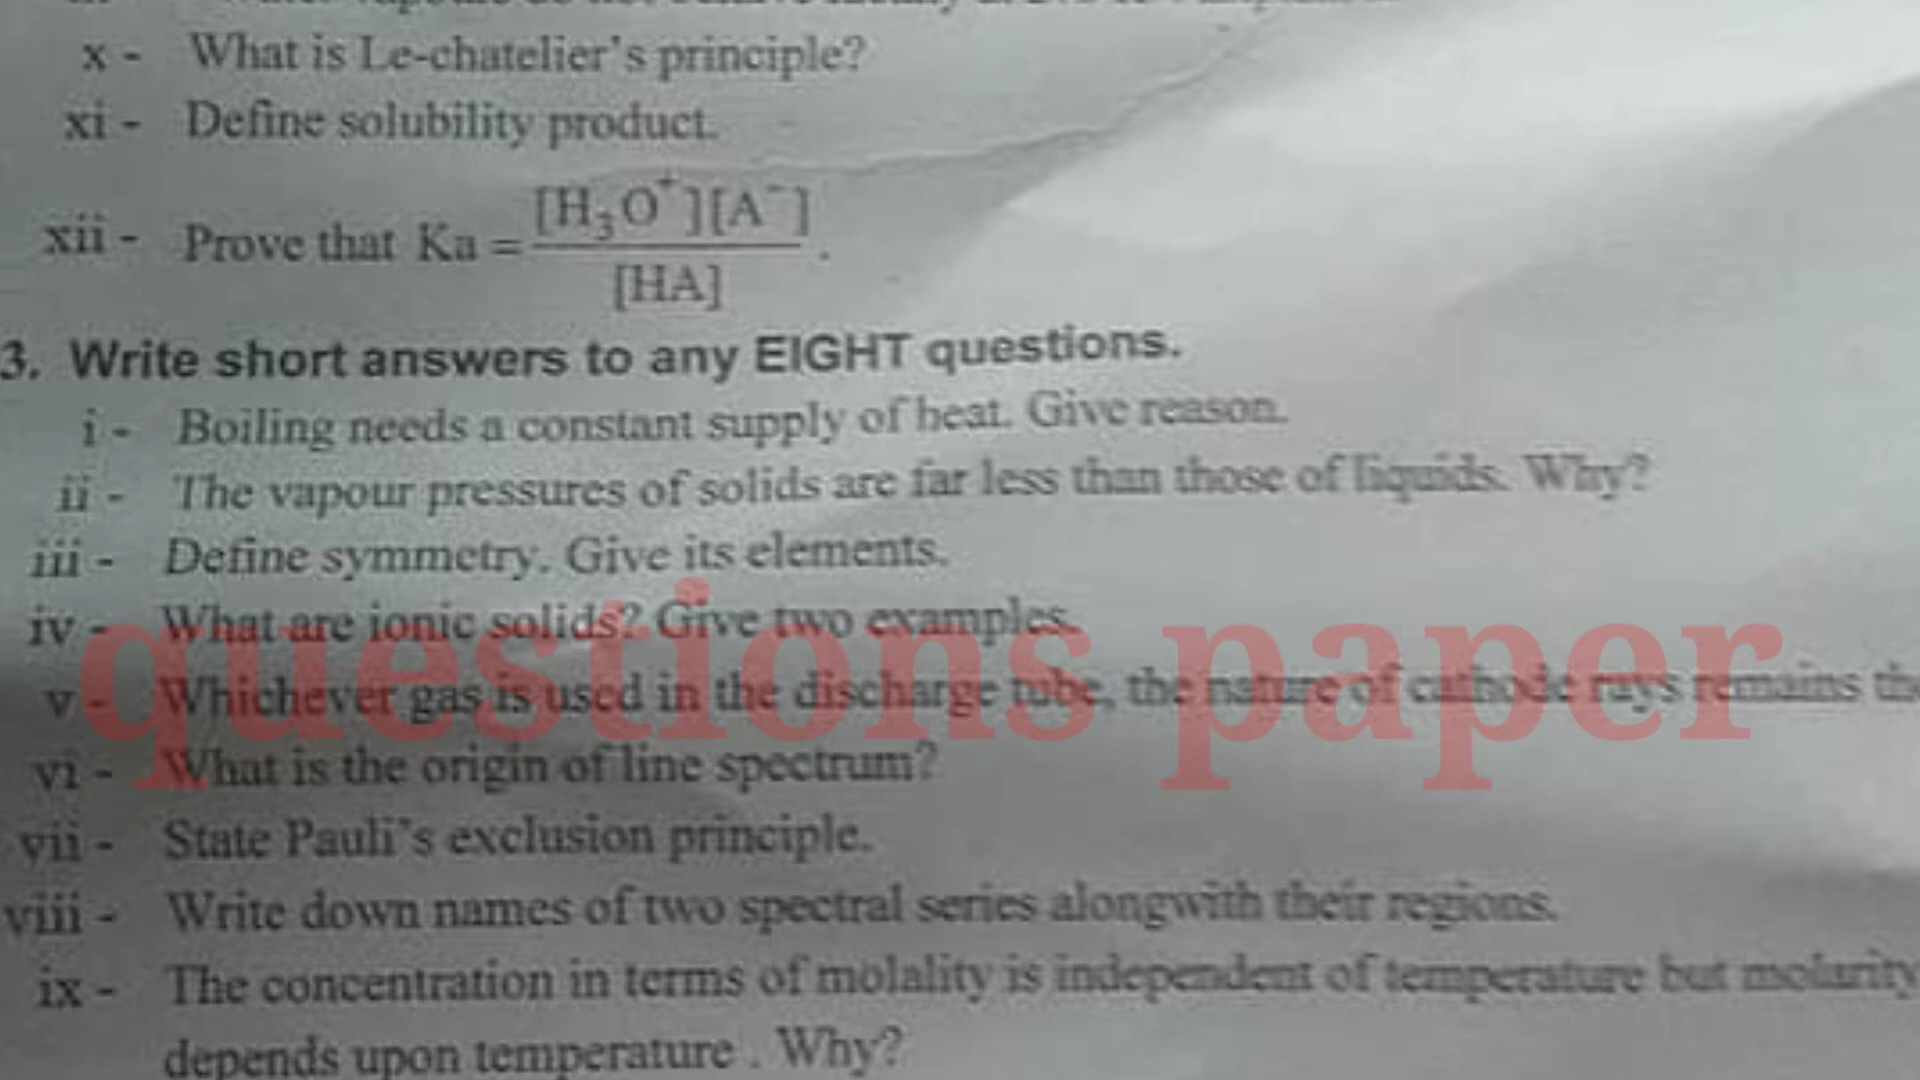 x - What is Le-chatelier's principle?
xi - Define solubility product.
xii - Prove that Ka = [H₃O⁺][A⁻] / [HA] .
3. Write short answers to any EIGHT questions.
i - Boiling needs a constant supply of heat. Give reason.
ii - The vapour pressures of solids are far less than those of liquids. Why?
iii - Define symmetry. Give its elements.
iv - What are ionic solids? Give two examples.
questions paper
v - Whichever gas is used in the discharge tube, the nature of cathode rays remains the
vi - What is the origin of line spectrum?
vii - State Pauli's exclusion principle.
viii - Write down names of two spectral series alongwith their regions.
ix - The concentration in terms of molality is independent of temperature but molarity
depends upon temperature . Why?